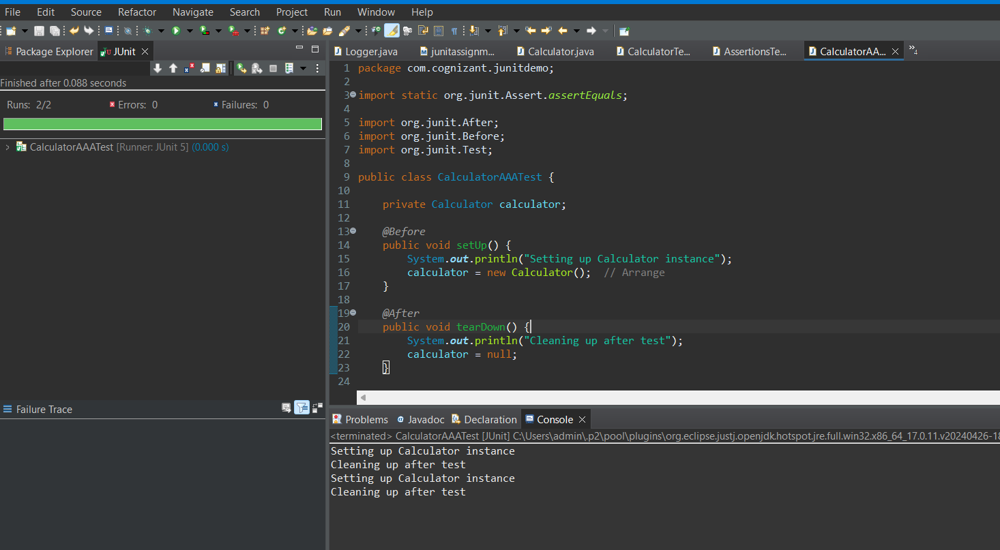 File Edit Source Refactor Navigate Search Project Run Window Help
Package Explorer JUnit
Finished after 0.088 seconds
Runs: 2/2 Errors: 0 Failures: 0
CalculatorAAATest [Runner: JUnit 5] (0.000 s)
Failure Trace
Logger.java junitassignm... Calculator.java CalculatorTe... AssertionsTe... CalculatorAA... »4
1 package com.cognizant.junitdemo;
2
3 import static org.junit.Assert.assertEquals;
4
5 import org.junit.After;
6 import org.junit.Before;
7 import org.junit.Test;
8
9 public class CalculatorAAATest {
10
11     private Calculator calculator;
12
13     @Before
14     public void setUp() {
15         System.out.println("Setting up Calculator instance");
16         calculator = new Calculator();  // Arrange
17     }
18
19     @After
20     public void tearDown() {
21         System.out.println("Cleaning up after test");
22         calculator = null;
23     }
24
Problems Javadoc Declaration Console
<terminated> CalculatorAAATest [JUnit] C:\Users\admin\.p2\pool\plugins\org.eclipse.justj.openjdk.hotspot.jre.full.win32.x86_64_17.0.11.v20240426-18
Setting up Calculator instance
Cleaning up after test
Setting up Calculator instance
Cleaning up after test